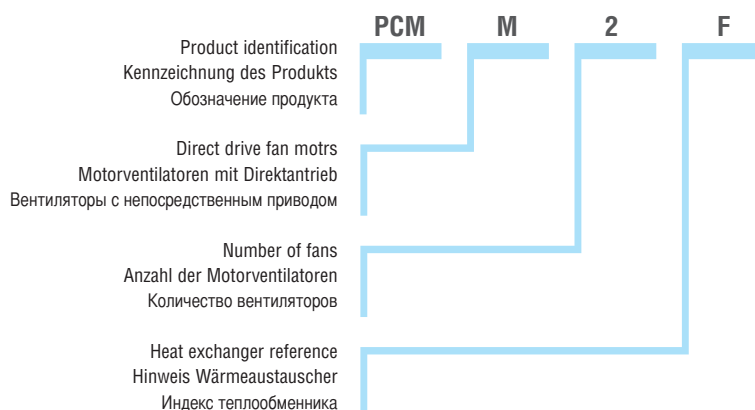 PCM M 2 F
Product identification
Kennzeichnung des Produkts
Обозначение продукта
Direct drive fan motrs
Motorventilatoren mit Direktantrieb
Вентиляторы с непосредственным приводом
Number of fans
Anzahl der Motorventilatoren
Количество вентиляторов
Heat exchanger reference
Hinweis Wärmeaustauscher
Индекс теплообменника